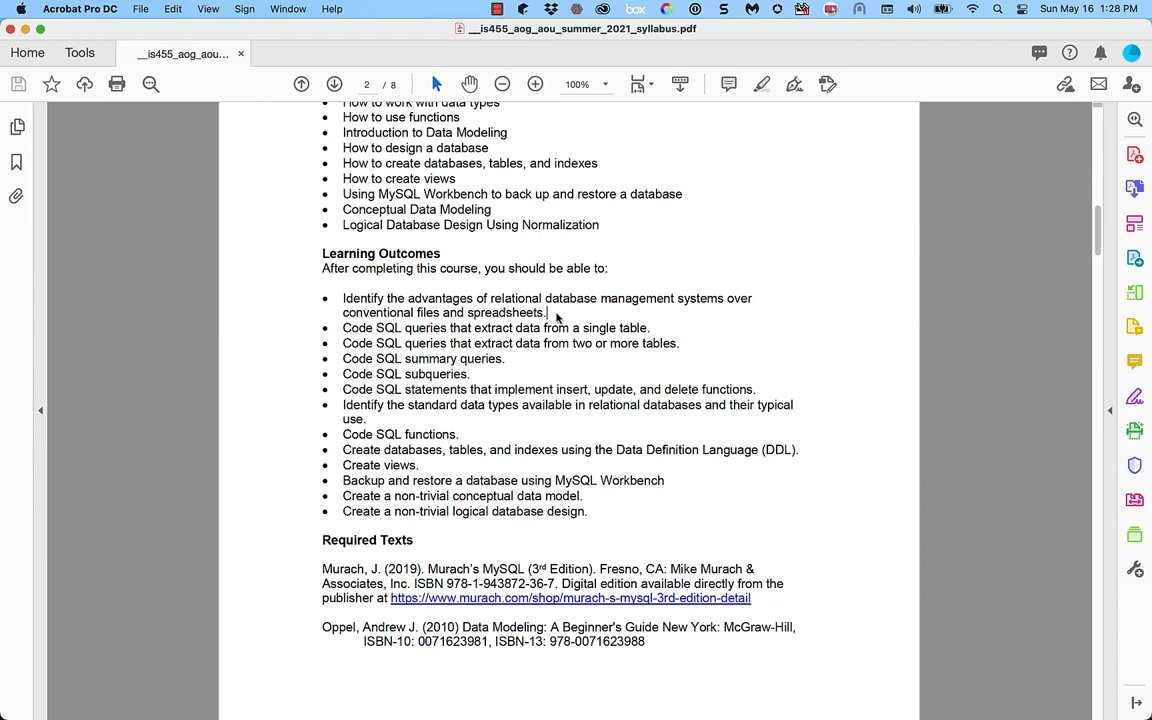 Acrobat Pro DC File Edit View Sign Window Help box Sun May 16 1:28 PM
__is455_aog_aou_summer_2021_syllabus.pdf
Home Tools __is455_aog_aou... ×
2 / 8 100%
How to work with data types
• How to use functions
• Introduction to Data Modeling
• How to design a database
• How to create databases, tables, and indexes
• How to create views
• Using MySQL Workbench to back up and restore a database
• Conceptual Data Modeling
• Logical Database Design Using Normalization
Learning Outcomes
After completing this course, you should be able to:
• Identify the advantages of relational database management systems over
conventional files and spreadsheets.
• Code SQL queries that extract data from a single table.
• Code SQL queries that extract data from two or more tables.
• Code SQL summary queries.
• Code SQL subqueries.
• Code SQL statements that implement insert, update, and delete functions.
• Identify the standard data types available in relational databases and their typical
use.
• Code SQL functions.
• Create databases, tables, and indexes using the Data Definition Language (DDL).
• Create views.
• Backup and restore a database using MySQL Workbench
• Create a non-trivial conceptual data model.
• Create a non-trivial logical database design.
Required Texts
Murach, J. (2019). Murach's MySQL (3rd Edition). Fresno, CA: Mike Murach &
Associates, Inc. ISBN 978-1-943872-36-7. Digital edition available directly from the
publisher at https://www.murach.com/shop/murach-s-mysql-3rd-edition-detail
Oppel, Andrew J. (2010) Data Modeling: A Beginner's Guide New York: McGraw-Hill,
ISBN-10: 0071623981, ISBN-13: 978-0071623988